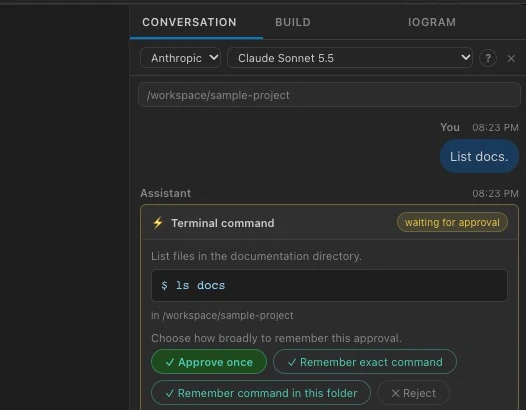 CONVERSATION BUILD IOGRAM
Anthropic Claude Sonnet 5.5 ? ×
/workspace/sample-project
You 08:23 PM
List docs.
Assistant 08:23 PM
⚡ Terminal command waiting for approval
List files in the documentation directory.
$ ls docs
in /workspace/sample-project
Choose how broadly to remember this approval.
✓ Approve once ✓ Remember exact command
✓ Remember command in this folder × Reject